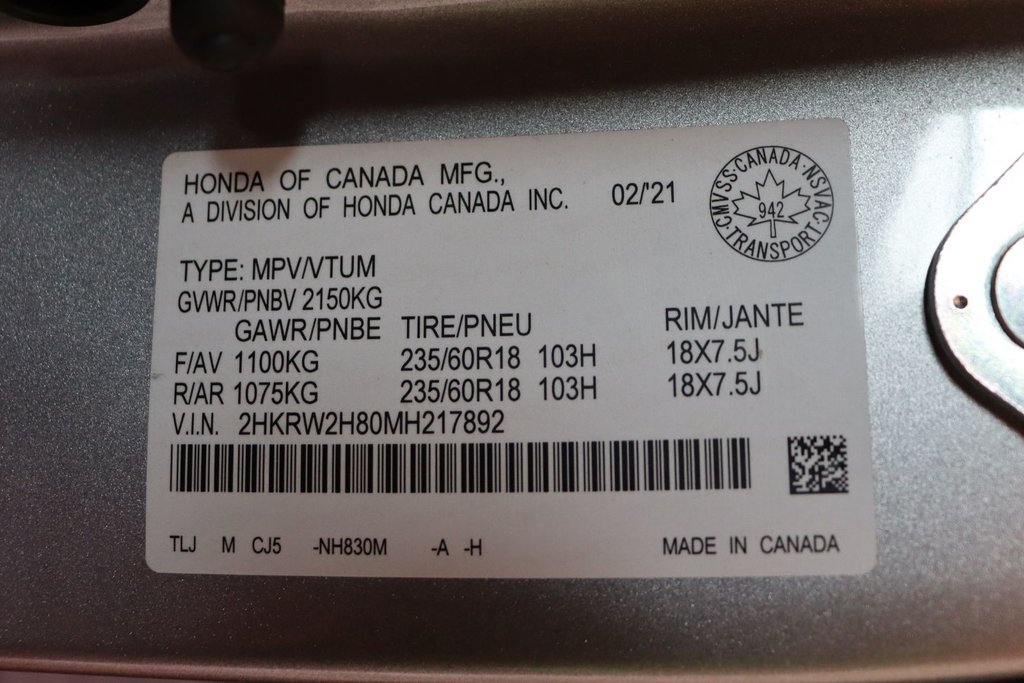 HONDA OF CANADA MFG.,
A DIVISION OF HONDA CANADA INC. 02/'21
CMVSS·CANADA·NSVAC·TRANSPORT·
942
TYPE: MPV/VTUM
GVWR/PNBV 2150KG
GAWR/PNBE TIRE/PNEU RIM/JANTE
F/AV 1100KG 235/60R18 103H 18X7.5J
R/AR 1075KG 235/60R18 103H 18X7.5J
V.I.N. 2HKRW2H80MH217892
TLJ M CJ5 -NH830M -A -H MADE IN CANADA